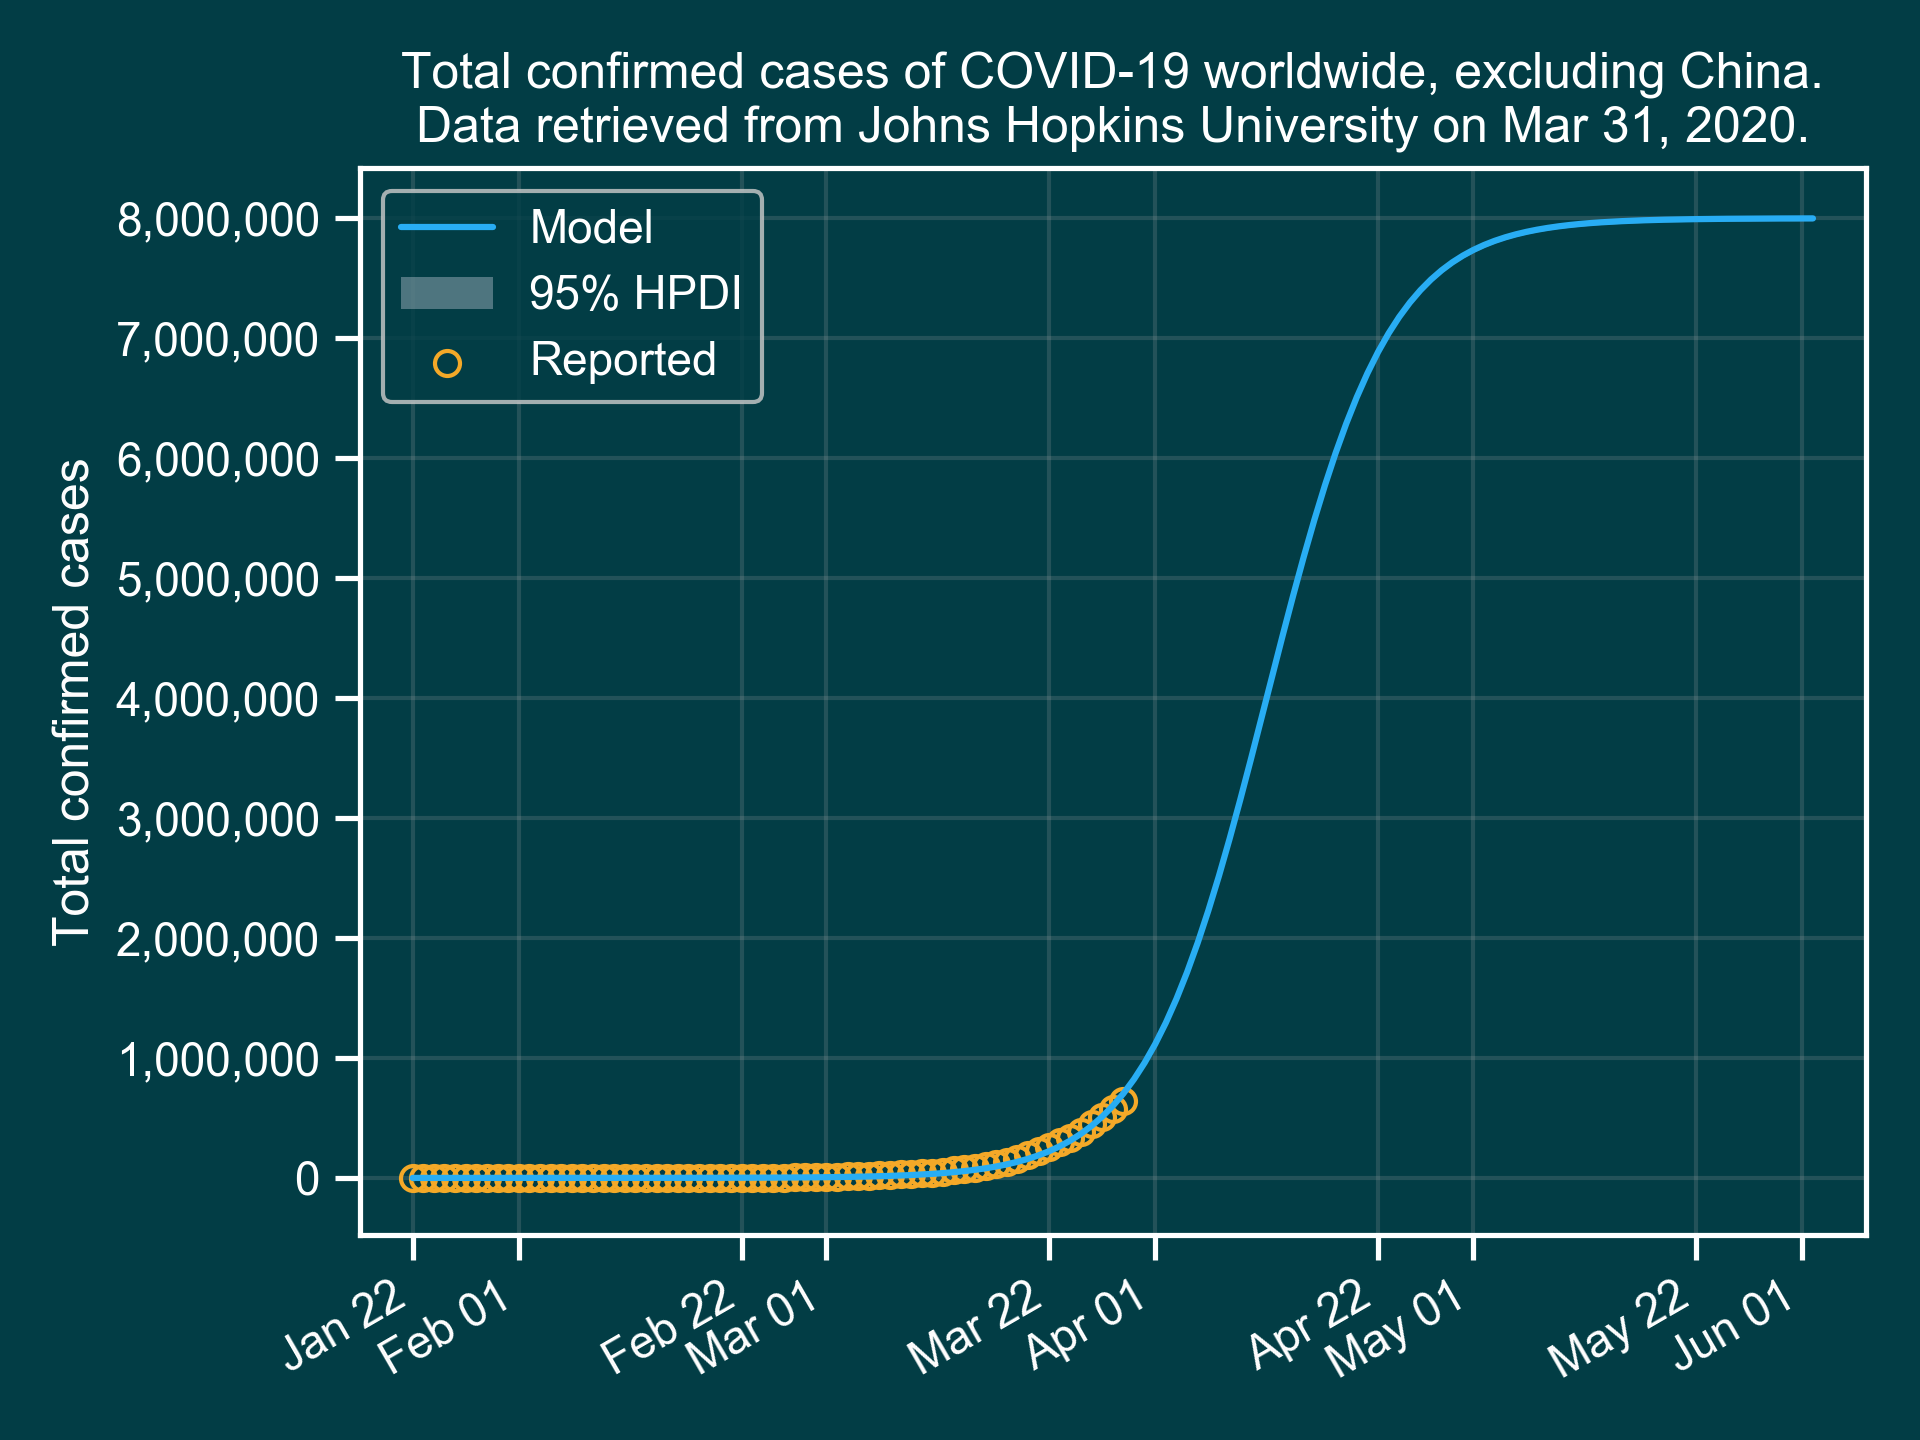 Total confirmed cases of COVID-19 worldwide, excluding China.
Data retrieved from Johns Hopkins University on Mar 31, 2020.
Model
95% HPDI
Reported
Total confirmed cases
8,000,000
7,000,000
6,000,000
5,000,000
4,000,000
3,000,000
2,000,000
1,000,000
0
Jan 22
Feb 01
Feb 22
Mar 01
Mar 22
Apr 01
Apr 22
May 01
May 22
Jun 01